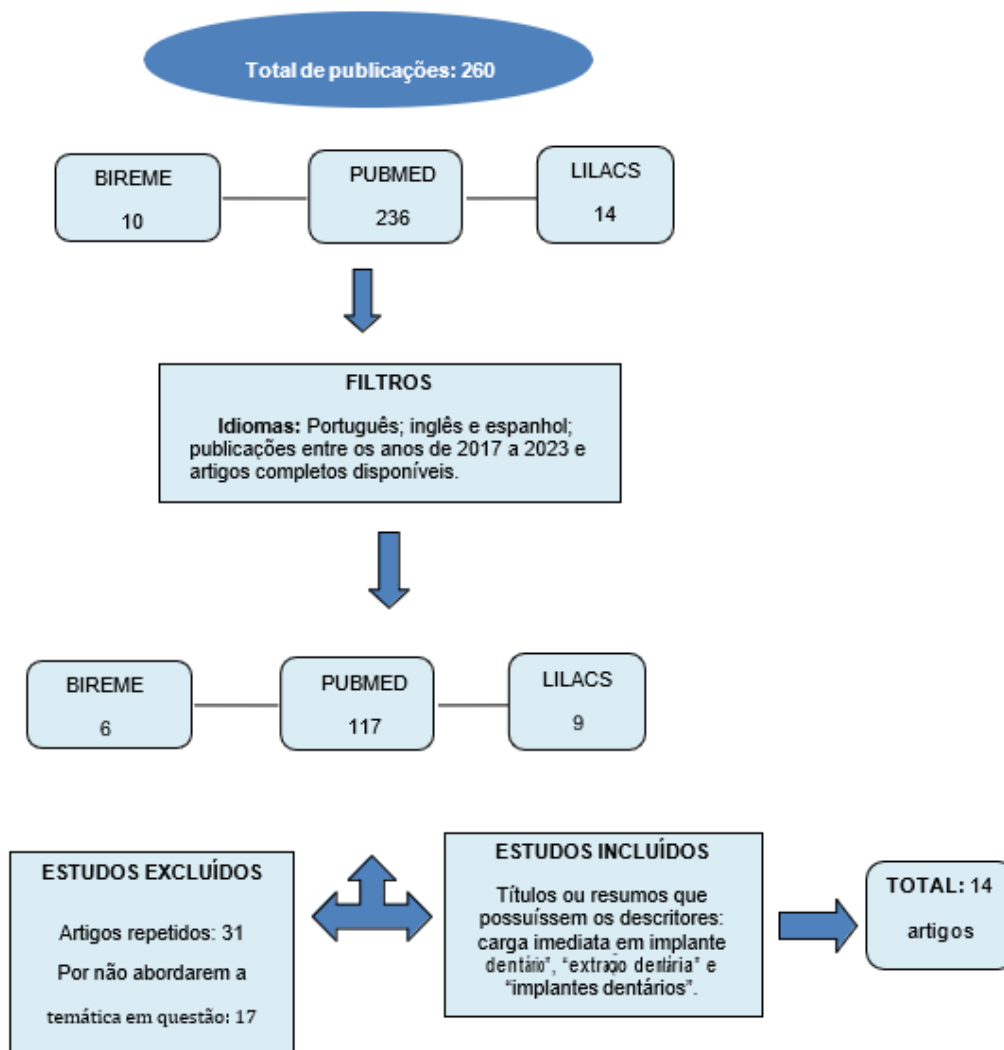 Total de publicações: 260
BIREME
10
PUBMED
236
LILACS
14
FILTROS
Idiomas: Português; inglês e espanhol;
publicações entre os anos de 2017 a 2023 e
artigos completos disponíveis.
BIREME
6
PUBMED
117
LILACS
9
ESTUDOS EXCLUÍDOS
Artigos repetidos: 31
Por não abordarem a
temática em questão: 17
ESTUDOS INCLUÍDOS
Títulos ou resumos que
possuíssem os descritores:
carga imediata em implante
dentário”, “extração dentária” e
“implantes dentários”.
TOTAL: 14
artigos